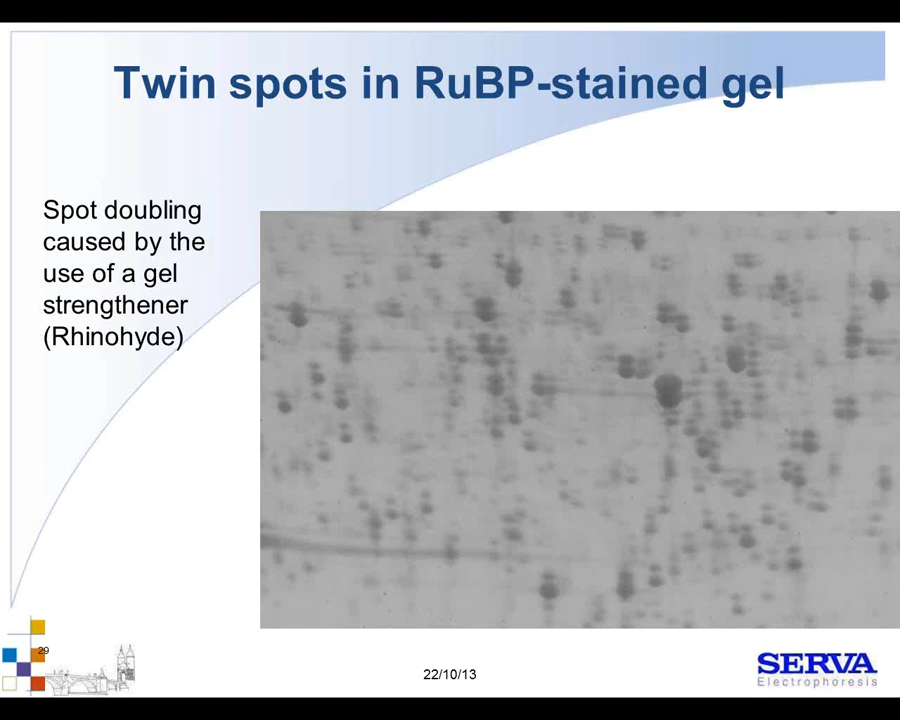 Twin spots in RuBP-stained gel
Spot doubling
caused by the
use of a gel
strengthener
(Rhinohyde)
29
22/10/13
SERVA
Electrophoresis